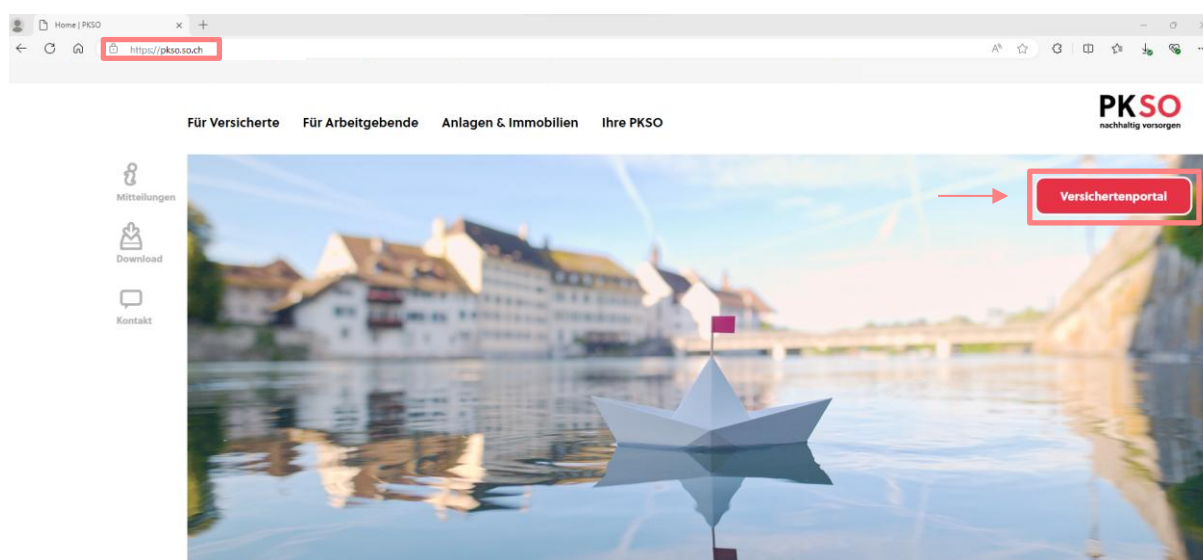 Home | PKSO
https://pkso.so.ch
Für Versicherte Für Arbeitgebende Anlagen & Immobilien Ihre PKSO
PKSO
nachhaltig vorsorgen
Mitteilungen
Versichertenportal
Download
Kontakt